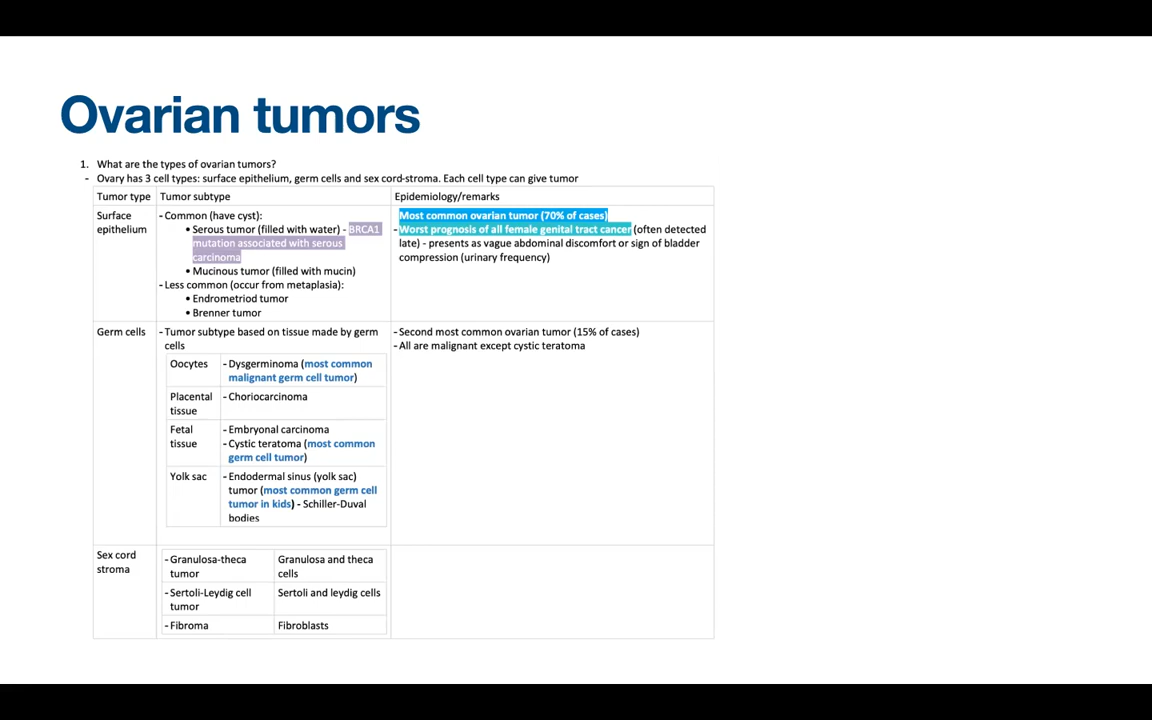 Ovarian tumors
1. What are the types of ovarian tumors?
- Ovary has 3 cell types: surface epithelium, germ cells and sex cord-stroma. Each cell type can give tumor
Tumor type
Tumor subtype
Epidemiology/remarks
Surface
epithelium
- Common (have cyst):
• Serous tumor (filled with water) - BRCA1
mutation associated with serous
carcinoma
• Mucinous tumor (filled with mucin)
- Less common (occur from metaplasia):
• Endrometriod tumor
• Brenner tumor
Most common ovarian tumor (70% of cases)
- Worst prognosis of all female genital tract cancer (often detected
late) - presents as vague abdominal discomfort or sign of bladder
compression (urinary frequency)
Germ cells
- Tumor subtype based on tissue made by germ
cells
Oocytes
- Dysgerminoma (most common
malignant germ cell tumor)
Placental
tissue
- Choriocarcinoma
Fetal
tissue
- Embryonal carcinoma
- Cystic teratoma (most common
germ cell tumor)
Yolk sac
- Endodermal sinus (yolk sac)
tumor (most common germ cell
tumor in kids) - Schiller-Duval
bodies
- Second most common ovarian tumor (15% of cases)
- All are malignant except cystic teratoma
Sex cord
stroma
- Granulosa-theca
tumor
Granulosa and theca
cells
- Sertoli-Leydig cell
tumor
Sertoli and leydig cells
- Fibroma
Fibroblasts